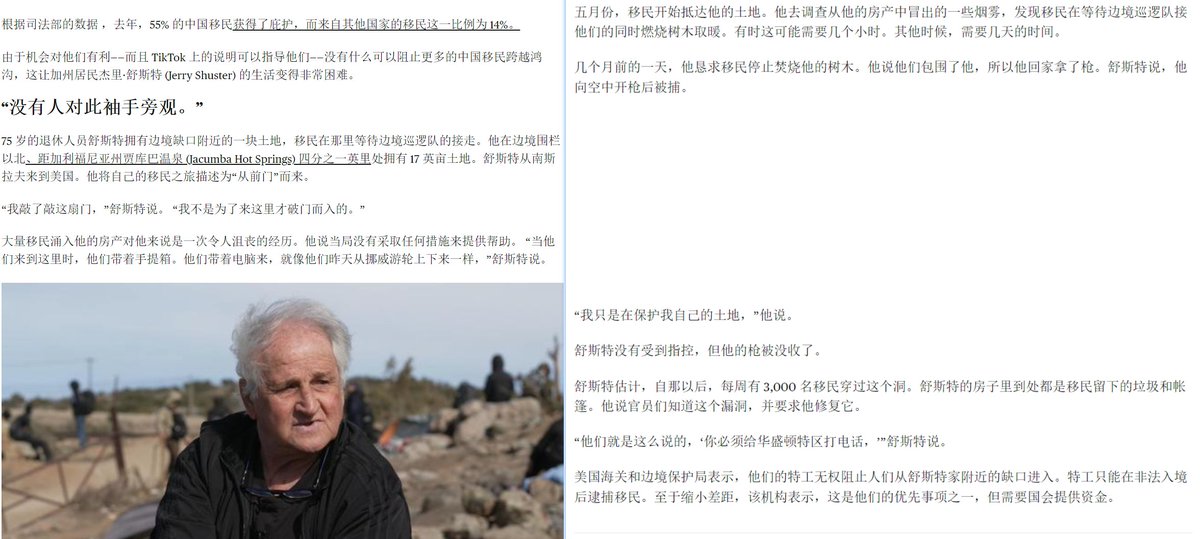 根据司法部的数据 ，去年，55% 的中国移民获得了庇护，而来自其他国家的移民这一比例为 14%。
由于机会对他们有利——而且 TikTok 上的说明可以指导他们——没有什么可以阻止更多的中国移民跨越鸿
沟，这让加州居民杰里·舒斯特 (Jerry Shuster) 的生活变得非常困难。
“没有人对此袖手旁观。”
75 岁的退休人员舒斯特拥有边境缺口附近的一块土地，移民在那里等待边境巡逻队的接走。他在边境围栏
以北、距加利福尼亚州贾库巴温泉 (Jacumba Hot Springs) 四分之一英里处拥有 17 英亩土地。舒斯特从南斯
拉夫来到美国。他将自己的移民之旅描述为“从前门”而来。
“我敲了敲这扇门，”舒斯特说。 “我不是为了来这里才破门而入的。”
大量移民涌入他的房产对他来说是一次令人沮丧的经历。他说当局没有采取任何措施来提供帮助。 “当他
们来到这里时，他们带着手提箱。他们带着电脑来，就像他们昨天从挪威游轮上下来一样，”舒斯特说。
五月份，移民开始抵达他的土地。他去调查从他的房产中冒出的一些烟雾，发现移民在等待边境巡逻队接
他们的同时燃烧树木取暖。有时这可能需要几个小时。其他时候，需要几天的时间。
几个月前的一天，他恳求移民停止焚烧他的树木。他说他们包围了他，所以他回家拿了枪。舒斯特说，他
向空中开枪后被捕。
“我只是在保护我自己的土地，”他说。
舒斯特没有受到指控，但他的枪被没收了。
舒斯特估计，自那以后，每周有 3,000 名移民穿过这个洞。舒斯特的房子里到处都是移民留下的垃圾和帐
篷。他说官员们知道这个漏洞，并要求他修复它。
“他们就是这么说的，‘你必须给华盛顿特区打电话，’”舒斯特说。
美国海关和边境保护局表示，他们的特工无权阻止人们从舒斯特家附近的缺口进入。特工只能在非法入境
后逮捕移民。至于缩小差距，该机构表示，这是他们的优先事项之一，但需要国会提供资金。